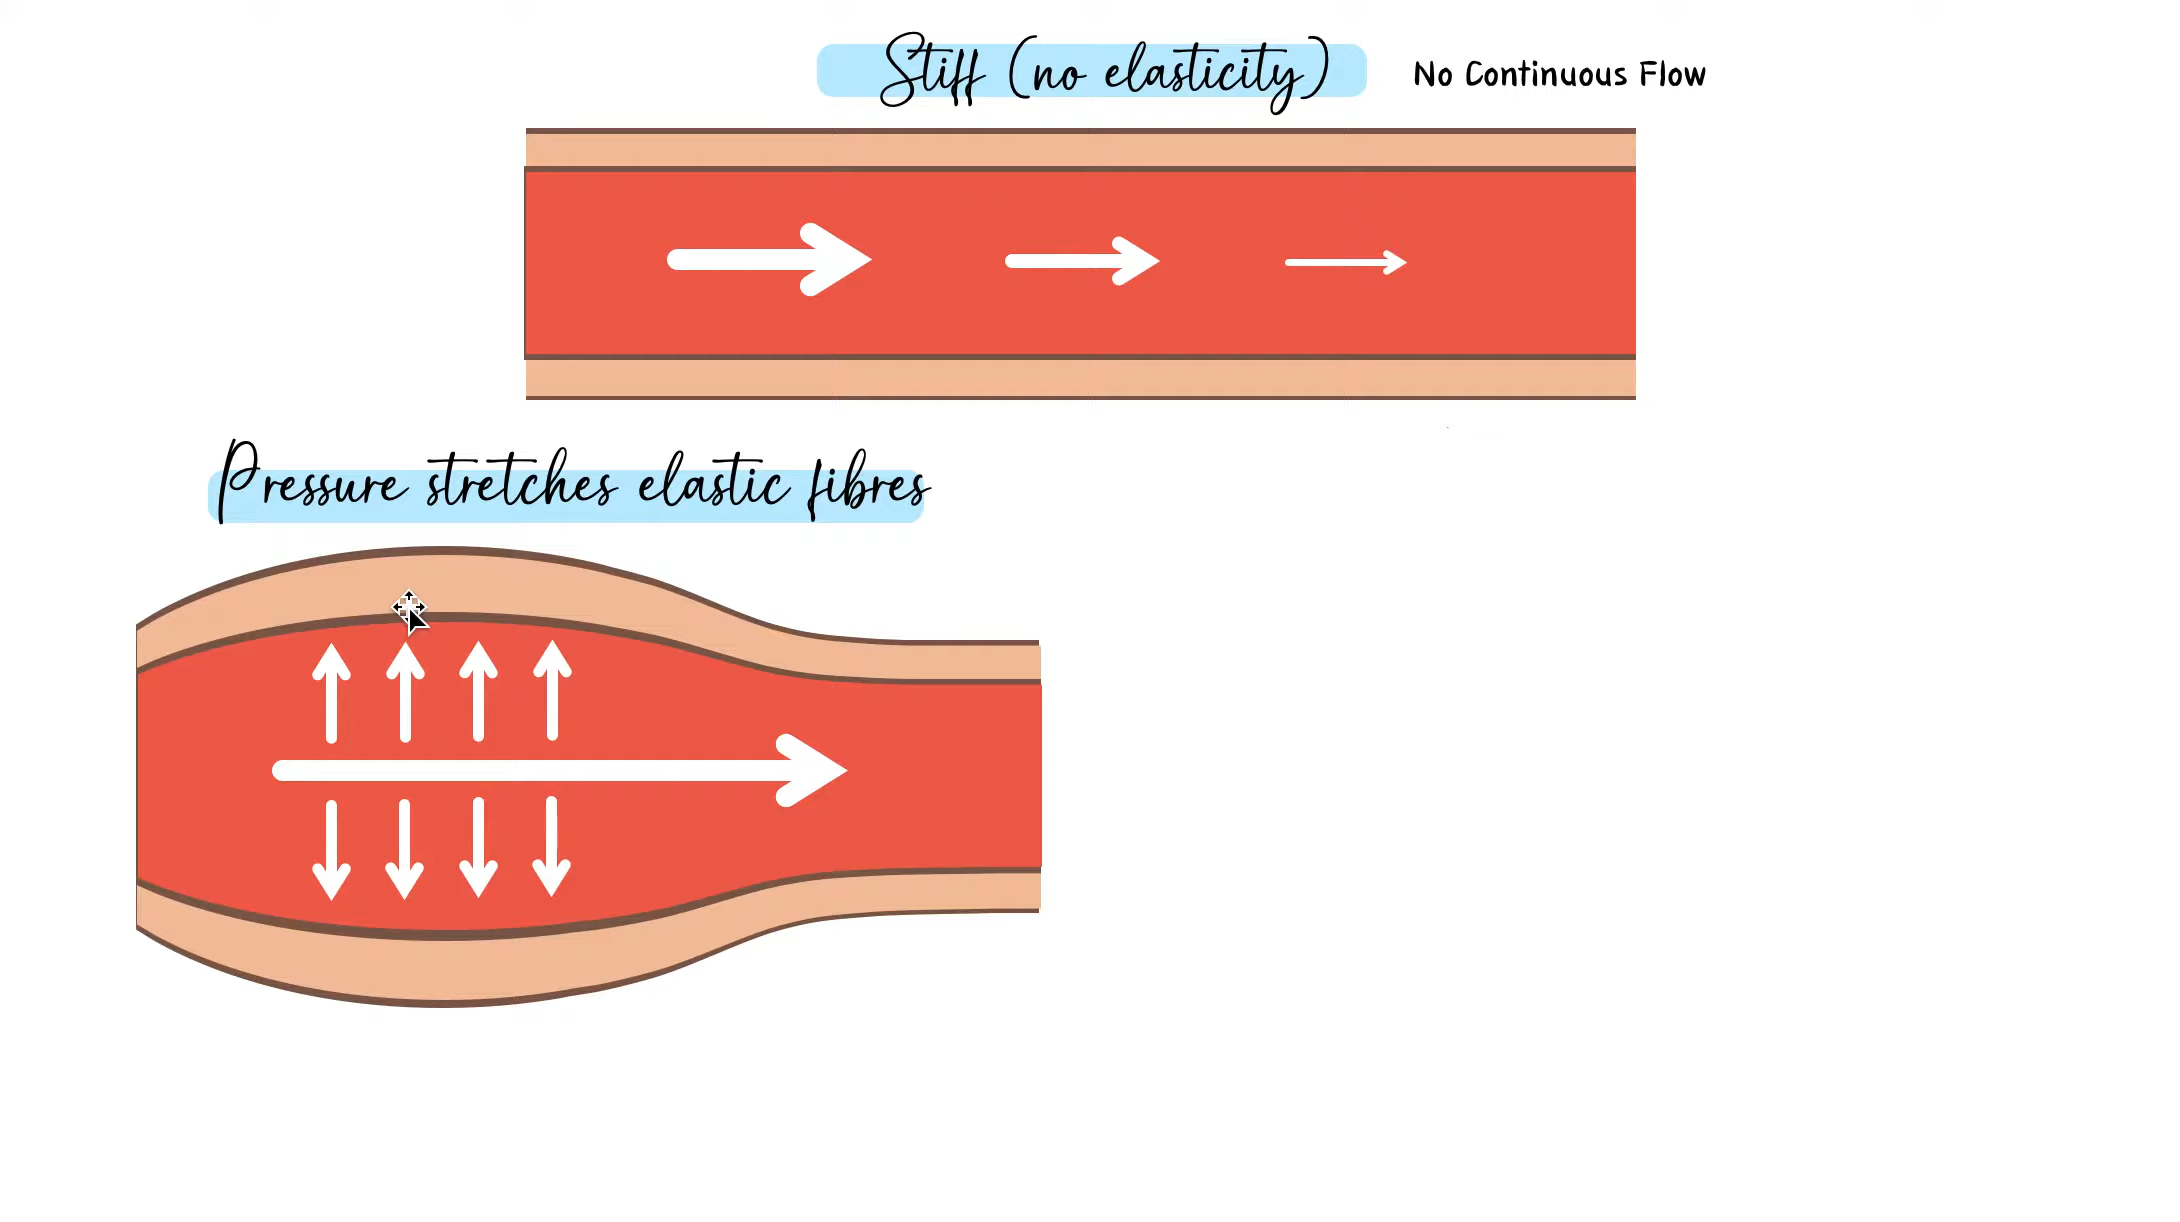 Stiff (no elasticity)
No Continuous Flow
Pressure stretches elastic fibres